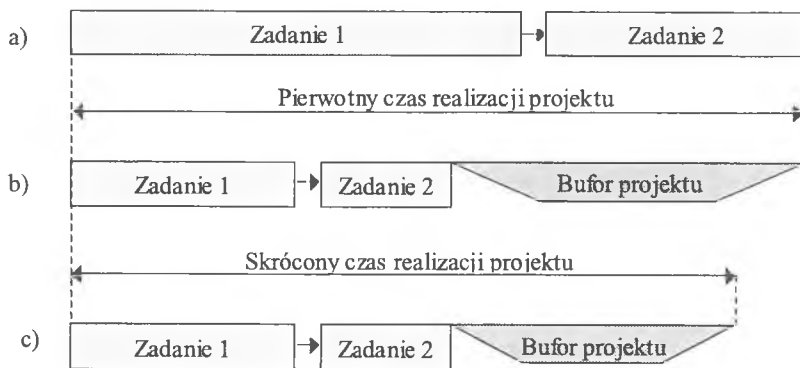 a) Zadanie 1 Zadanie 2
Pierwotny czas realizacji projektu
b) Zadanie 1 Zadanie 2 Bufor projektu
Skrócony czas realizacji projektu
c) Zadanie 1 Zadanie 2 Bufor projektu